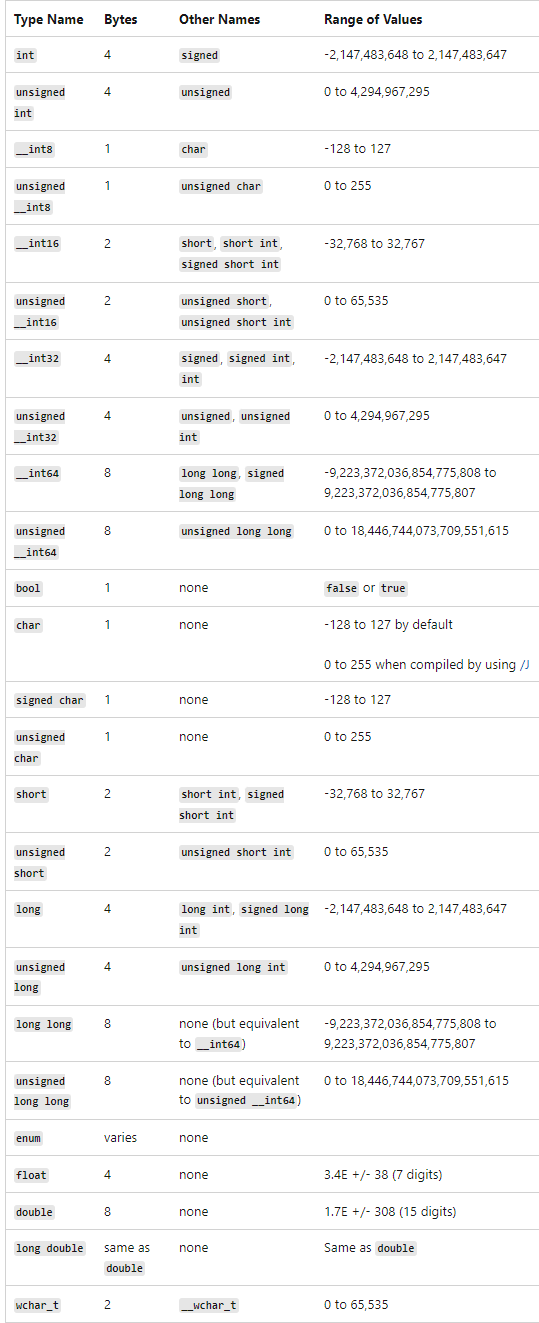 Type Name Bytes Other Names Range of Values
int 4 signed -2,147,483,648 to 2,147,483,647
unsigned 4 unsigned 0 to 4,294,967,295
int
__int8 1 char -128 to 127
unsigned 1 unsigned char 0 to 255
__int8
__int16 2 short, short int, -32,768 to 32,767
signed short int
unsigned 2 unsigned short, 0 to 65,535
__int16 unsigned short int
__int32 4 signed, signed int, -2,147,483,648 to 2,147,483,647
int
unsigned 4 unsigned, unsigned 0 to 4,294,967,295
__int32 int
__int64 8 long long, signed -9,223,372,036,854,775,808 to
long long 9,223,372,036,854,775,807
unsigned 8 unsigned long long 0 to 18,446,744,073,709,551,615
__int64
bool 1 none false or true
char 1 none -128 to 127 by default
0 to 255 when compiled by using /J
signed char 1 none -128 to 127
unsigned 1 none 0 to 255
char
short 2 short int, signed -32,768 to 32,767
short int
unsigned 2 unsigned short int 0 to 65,535
short
long 4 long int, signed long -2,147,483,648 to 2,147,483,647
int
unsigned 4 unsigned long int 0 to 4,294,967,295
long
long long 8 none (but equivalent -9,223,372,036,854,775,808 to
to __int64) 9,223,372,036,854,775,807
unsigned 8 none (but equivalent 0 to 18,446,744,073,709,551,615
long long to unsigned __int64)
enum varies none
float 4 none 3.4E +/- 38 (7 digits)
double 8 none 1.7E +/- 308 (15 digits)
long double same as none Same as double
double
wchar_t 2 __wchar_t 0 to 65,535